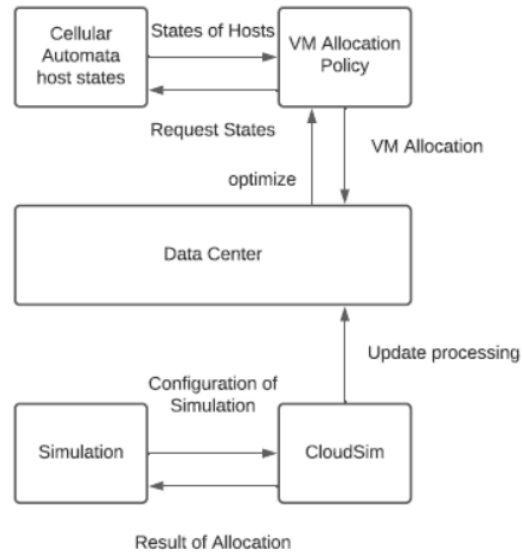 Cellular
Automata
host states
States of Hosts
VM Allocation
Policy
Request States
VM Allocation
optimize
Data Center
Update processing
Configuration of
Simulation
Simulation
CloudSim
Result of Allocation